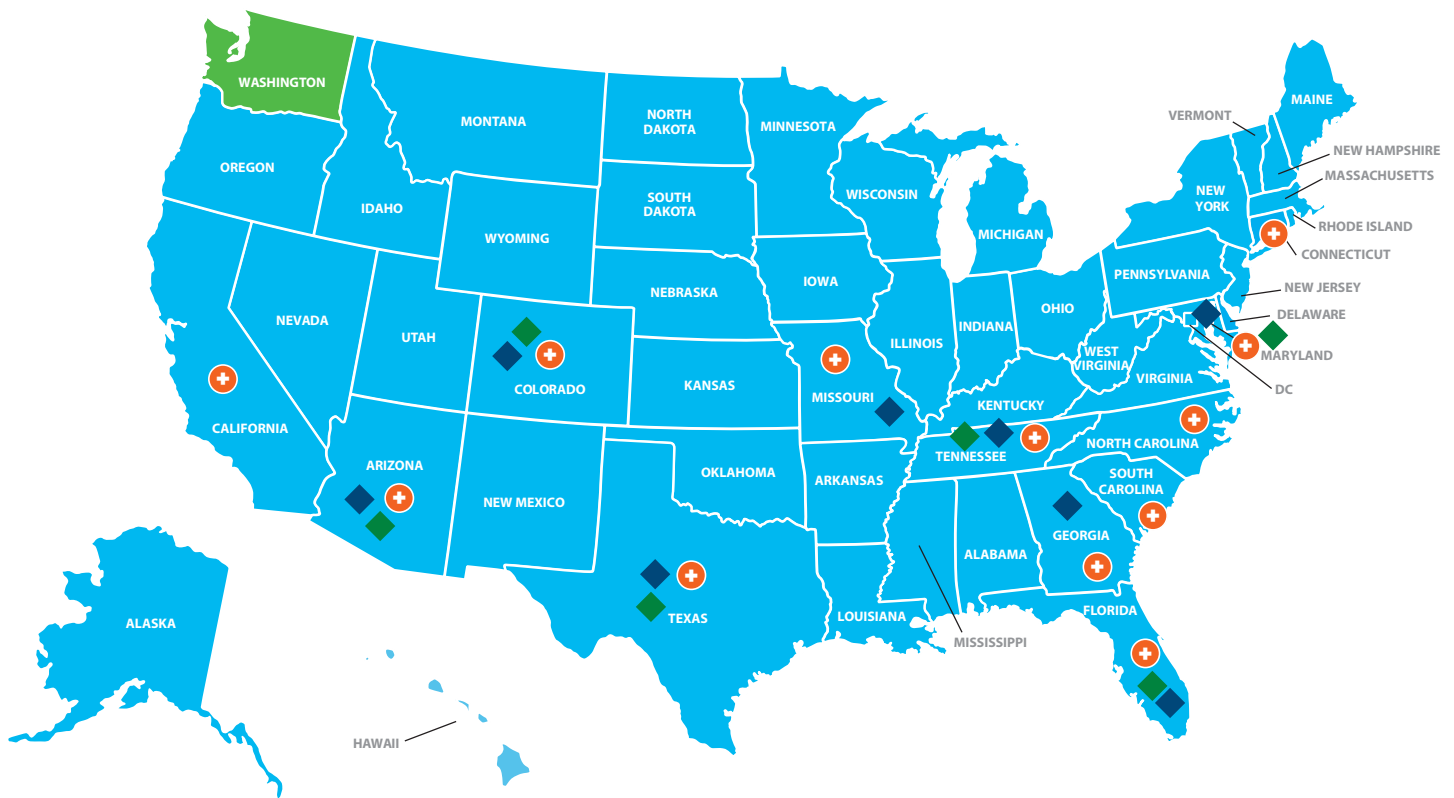 WASHINGTON
MONTANA
NORTH
DAKOTA
MINNESOTA
MAINE
VERMONT
NEW HAMPSHIRE
MASSACHUSETTS
OREGON
IDAHO
SOUTH
DAKOTA
WISCONSIN
NEW
YORK
WYOMING
MICHIGAN
RHODE ISLAND
CONNECTICUT
PENNSYLVANIA
IOWA
NEBRASKA
NEW JERSEY
OHIO
DELAWARE
NEVADA
UTAH
INDIANA
ILLINOIS
WEST
VIRGINIA
MARYLAND
VIRGINIA
DC
COLORADO
KANSAS
MISSOURI
KENTUCKY
CALIFORNIA
NORTH CAROLINA
TENNESSEE
ARIZONA
OKLAHOMA
ARKANSAS
SOUTH
CAROLINA
NEW MEXICO
GEORGIA
ALABAMA
FLORIDA
LOUISIANA
TEXAS
ALASKA
MISSISSIPPI
HAWAII